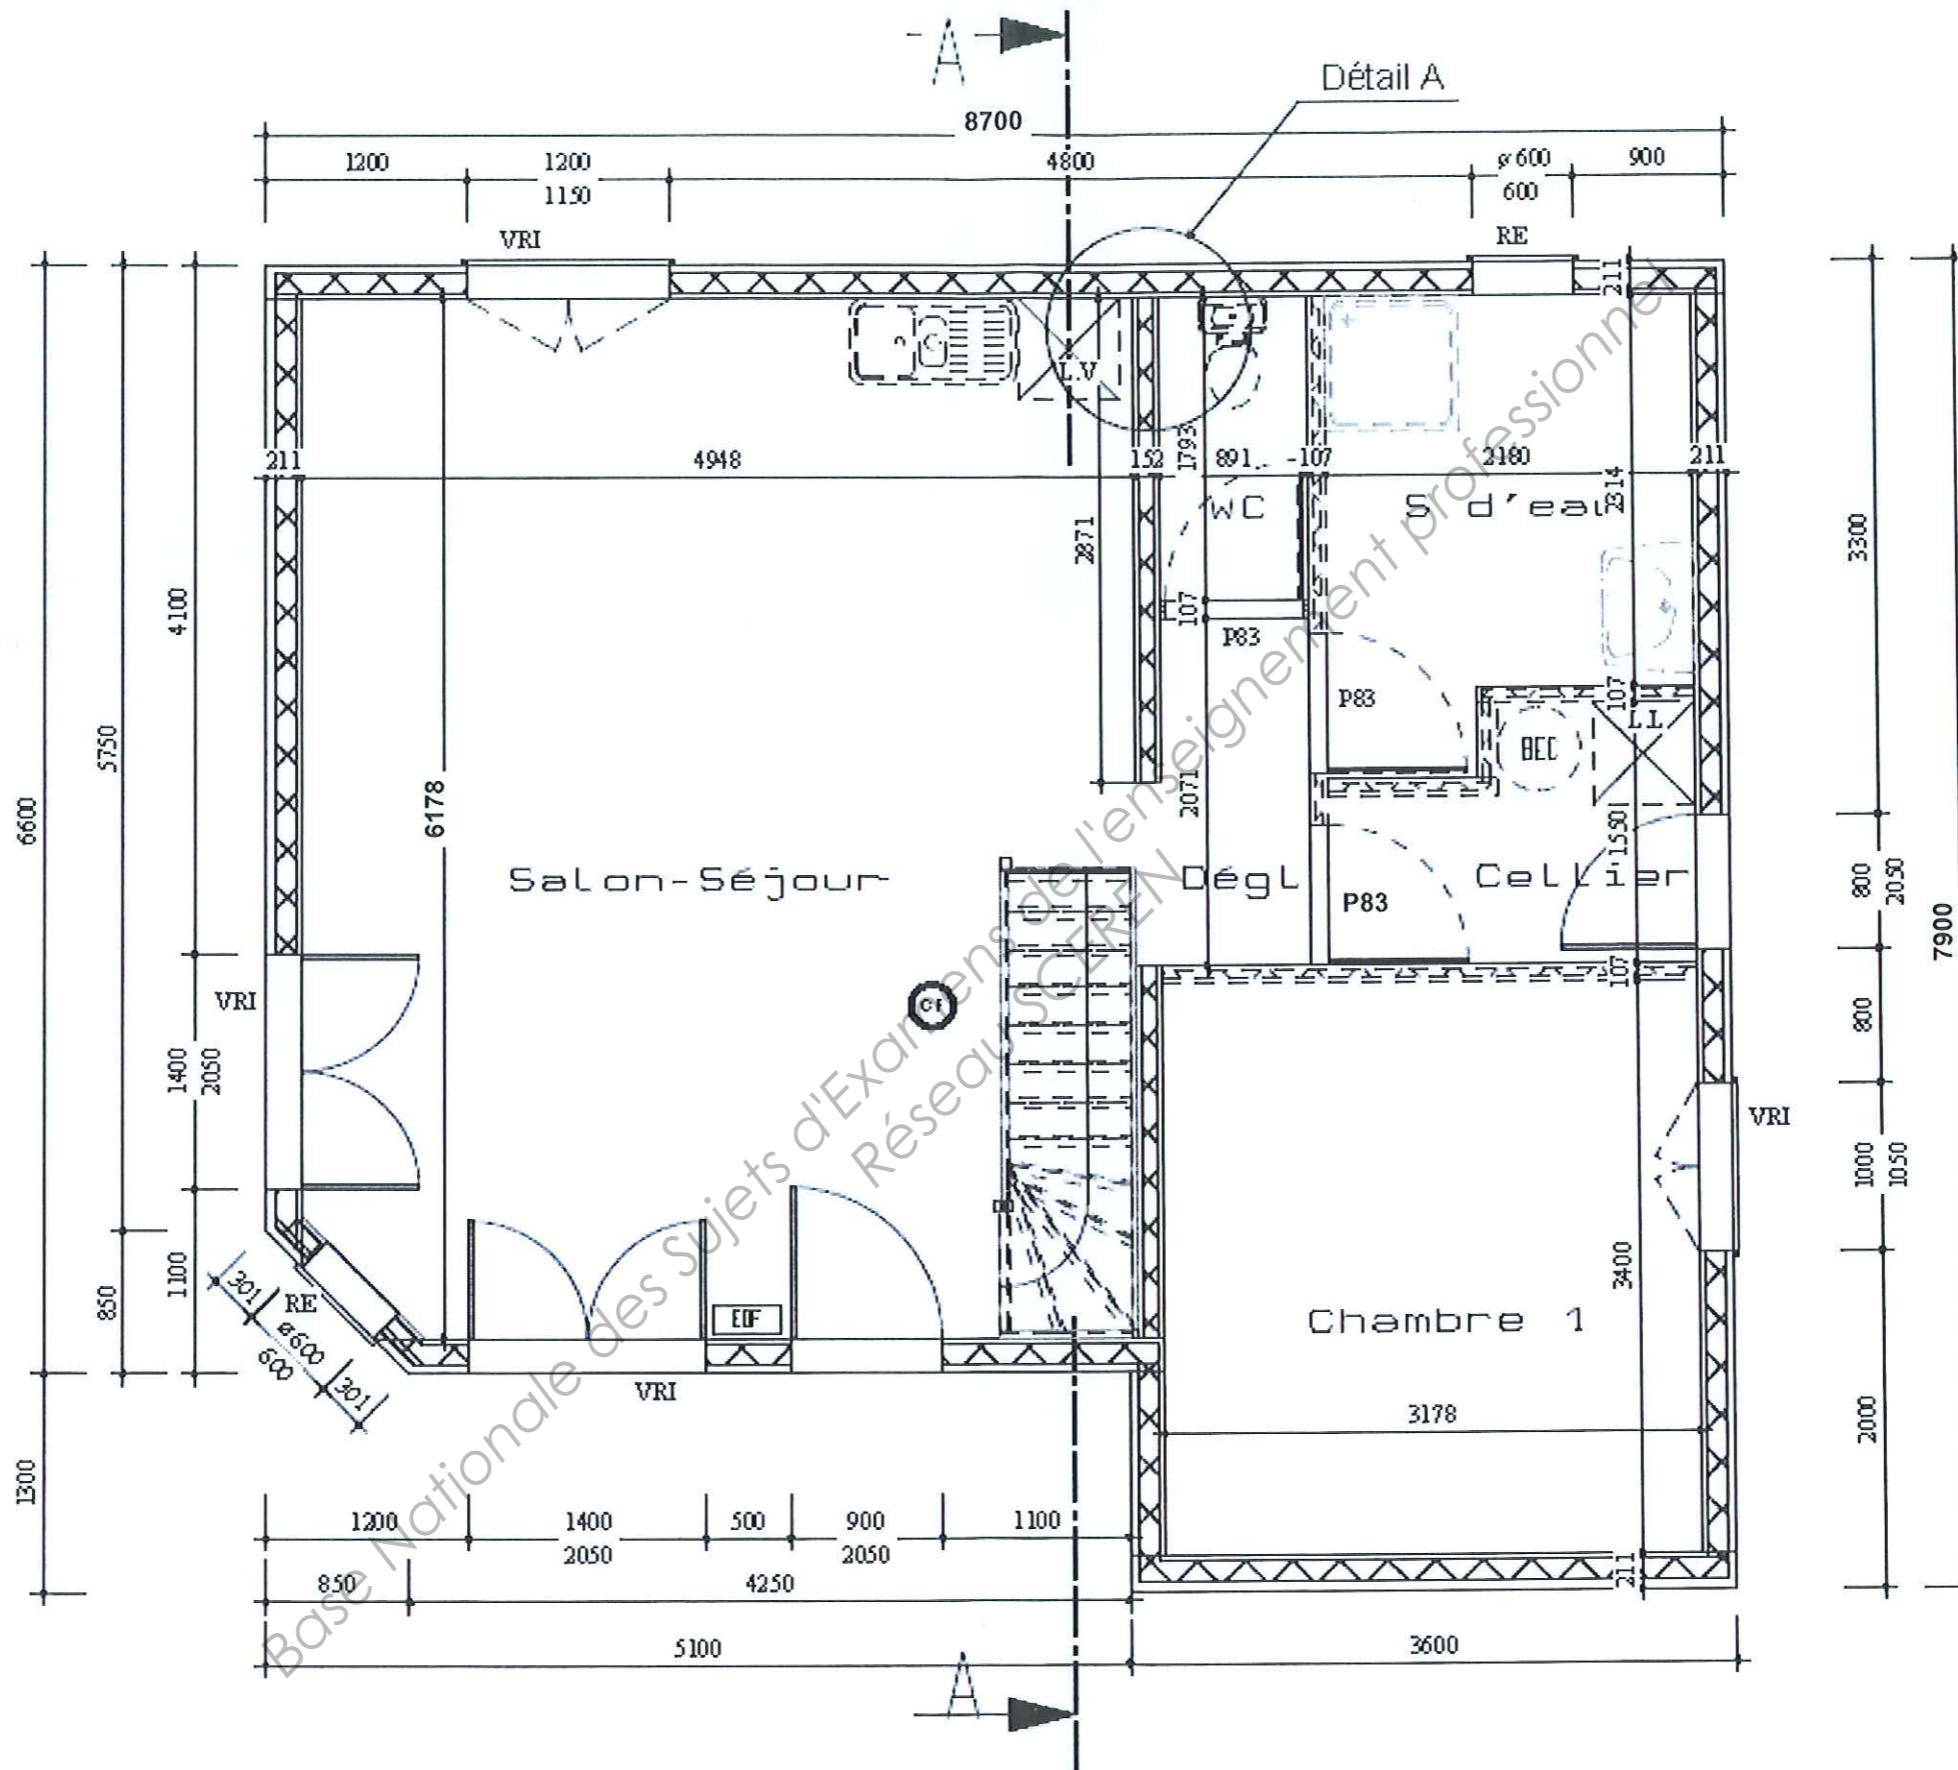 A
Détail A
8700
1200
1200
1150
4800
ø600
600
900
VRI
RE
211
L.V
211
4948
152
1793
891
107
2180
2314
211
WC
S d'eau
2871
107
P83
P83
107
LL
BEC
3300
4100
5750
6600
6178
2071
1550
Salon-Séjour
Dégl
P83
Cellier
800
2050
7900
107
CF
VRI
800
1400
2050
VRI
1000
1050
3400
1100
850
301
RE
ø600
600
301
EDF
Chambre 1
VRI
3178
2000
1300
1200
1400
2050
500
900
2050
1100
211
850
4250
5100
3600
A
Base Nationale des Sujets d'Examens de l'enseignement professionnel
Réseau SCEREN